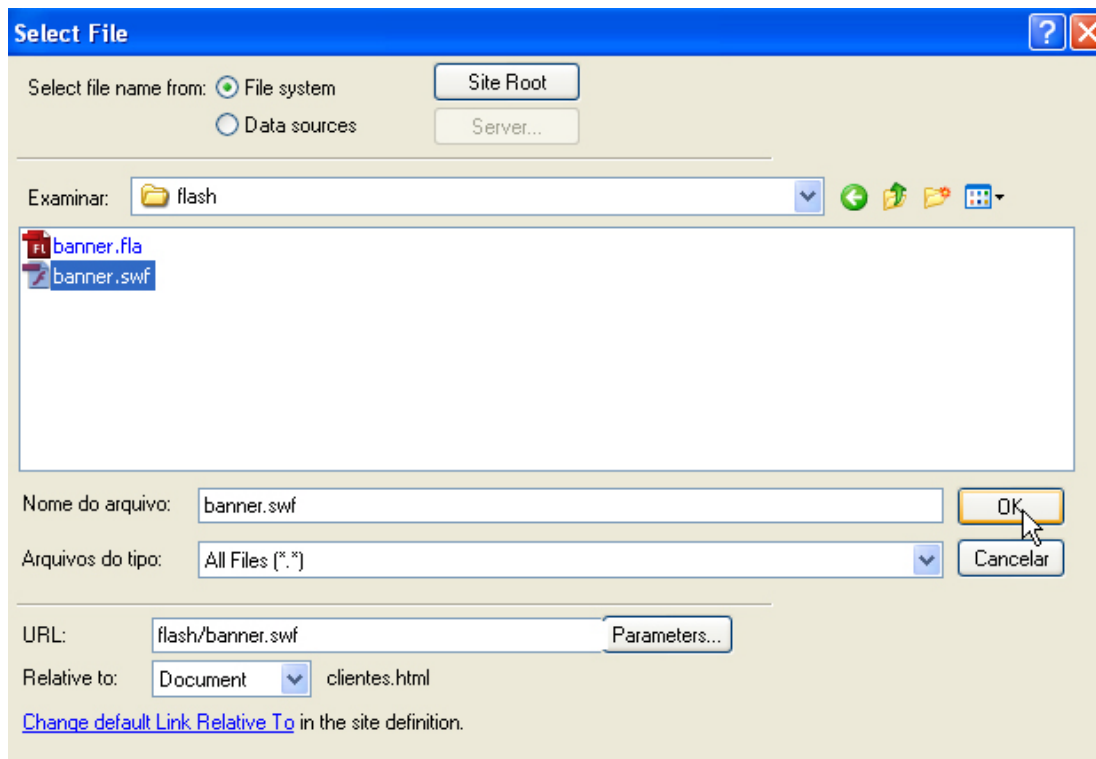 Select File
Select file name from: File system
Site Root
Data sources
Server...
Examinar: flash
banner.fla
banner.swf
Nome do arquivo: banner.swf
OK
Arquivos do tipo: All Files (*.*)
Cancelar
URL: flash/banner.swf
Parameters...
Relative to: Document clientes.html
Change default Link Relative To in the site definition.